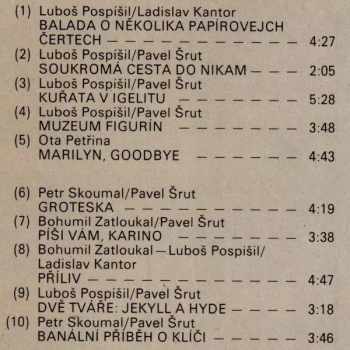 (1) Luboš Pospíšil/Ladislav Kantor
BALADA O NĚKOLIKA PAPÍROVEJCH
ČERTECH — — — — — — — — — 4:27
(2) Luboš Pospíšil/Pavel Šrut
SOUKROMÁ CESTA DO NIKAM — — — 2:05
(3) Luboš Pospíšil/Pavel Šrut
KUŘATA V IGELITU — — — — — — 5:28
(4) Luboš Pospíšil/Pavel Šrut
MUZEUM FIGURÍN — — — — — — 3:48
(5) Ota Petřina
MARILYN, GOODBYE — — — — — — 4:43
(6) Petr Skoumal/Pavel Šrut
GROTESKA — — — — — — — — 4:19
(7) Bohumil Zatloukal/Pavel Šrut
PÍŠI VÁM, KARINO — — — — — — 3:38
(8) Bohumil Zatloukal—Luboš Pospíšil/
Ladislav Kantor
PŘÍLIV — — — — — — — — — — 4:47
(9) Luboš Pospíšil/Pavel Šrut
DVĚ TVÁŘE: JEKYLL A HYDE — — — 3:18
(10) Petr Skoumal/Pavel Šrut
BANÁLNÍ PŘÍBĚH O KLÍČI — — — — 3:46